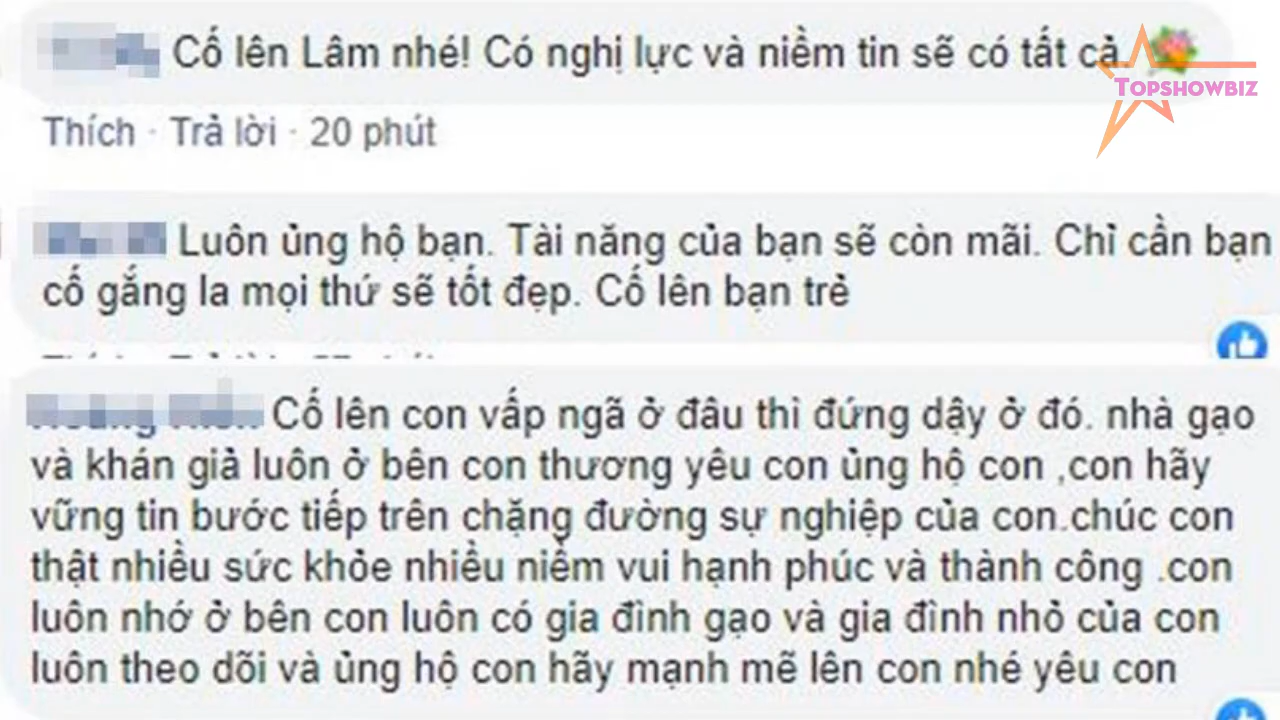 Cố lên Lâm nhé! Có nghị lực và niềm tin sẽ có tất cả.
TOPSHOWBIZ
Thích · Trả lời · 20 phút
Luôn ủng hộ bạn. Tài năng của bạn sẽ còn mãi. Chỉ cần bạn
cố gắng la mọi thứ sẽ tốt đẹp. Cố lên bạn trẻ
Cố lên con vấp ngã ở đâu thì đứng dậy ở đó. nhà gạo
và khán giả luôn ở bên con thương yêu con ủng hộ con ,con hãy
vững tin bước tiếp trên chặng đường sự nghiệp của con.chúc con
thật nhiều sức khỏe nhiều niềm vui hạnh phúc và thành công .con
luôn nhớ ở bên con luôn có gia đình gạo và gia đình nhỏ của con
luôn theo dõi và ủng hộ con hãy mạnh mẽ lên con nhé yêu con